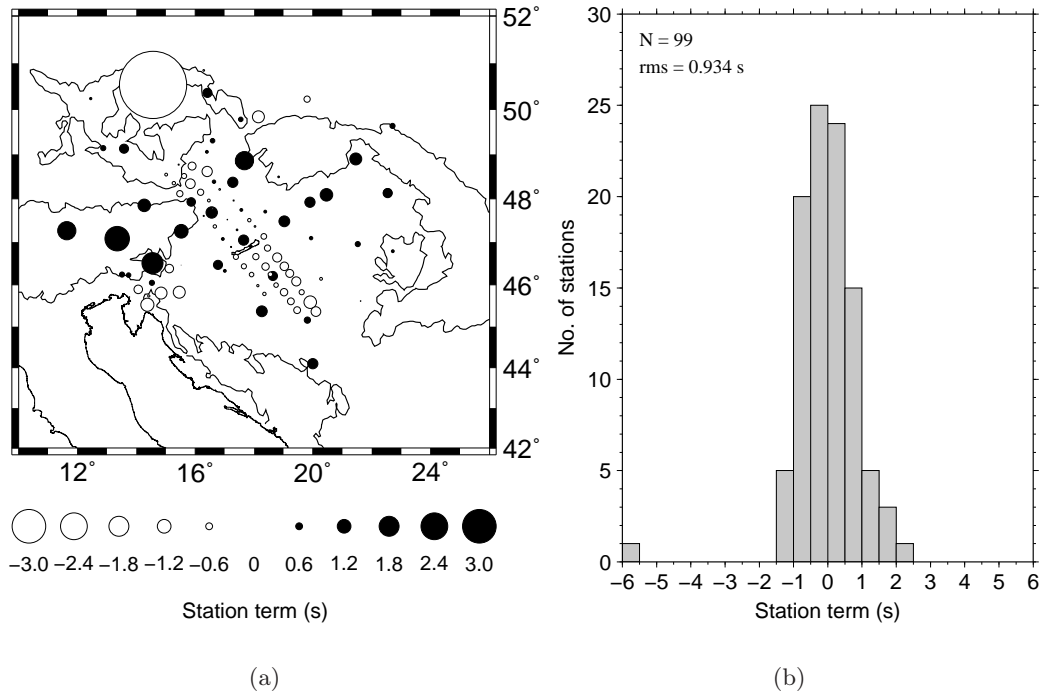 52°
50°
48°
46°
44°
42°
12° 16° 20° 24°
−3.0 −2.4 −1.8 −1.2 −0.6 0 0.6 1.2 1.8 2.4 3.0
Station term (s)
(a)
N = 99
rms = 0.934 s
30
25
20
15
10
5
0
No. of stations
−6 −5 −4 −3 −2 −1 0 1 2 3 4 5 6
Station term (s)
(b)